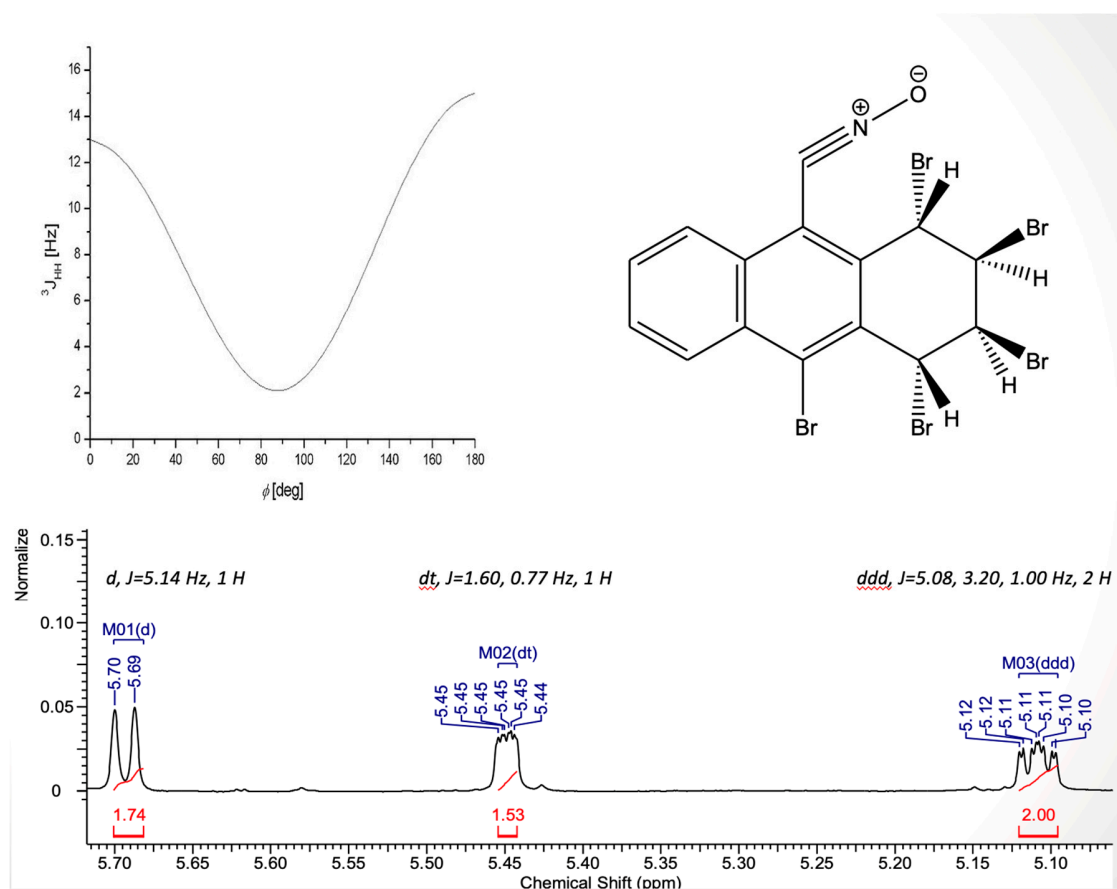 16
14
12
10
8
6
4
2
0
³J_HH [Hz]
0 20 40 60 80 100 120 140 160 180
ϕ [deg]
⊖
O
⊕
N
Br
H
Br
H
Br
H
H
Br
Br
Normalize
0.15
0.10
0.05
0
d, J=5.14 Hz, 1 H
dt, J=1.60, 0.77 Hz, 1 H
ddd, J=5.08, 3.20, 1.00 Hz, 2 H
M01(d)
5.70
5.69
M02(dt)
5.45
5.45
5.45
5.45
5.45
5.44
M03(ddd)
5.12
5.12
5.11
5.11
5.11
5.10
5.10
1.74
1.53
2.00
5.70 5.65 5.60 5.55 5.50 5.45 5.40 5.35 5.30 5.25 5.20 5.15 5.10
Chemical Shift (ppm)